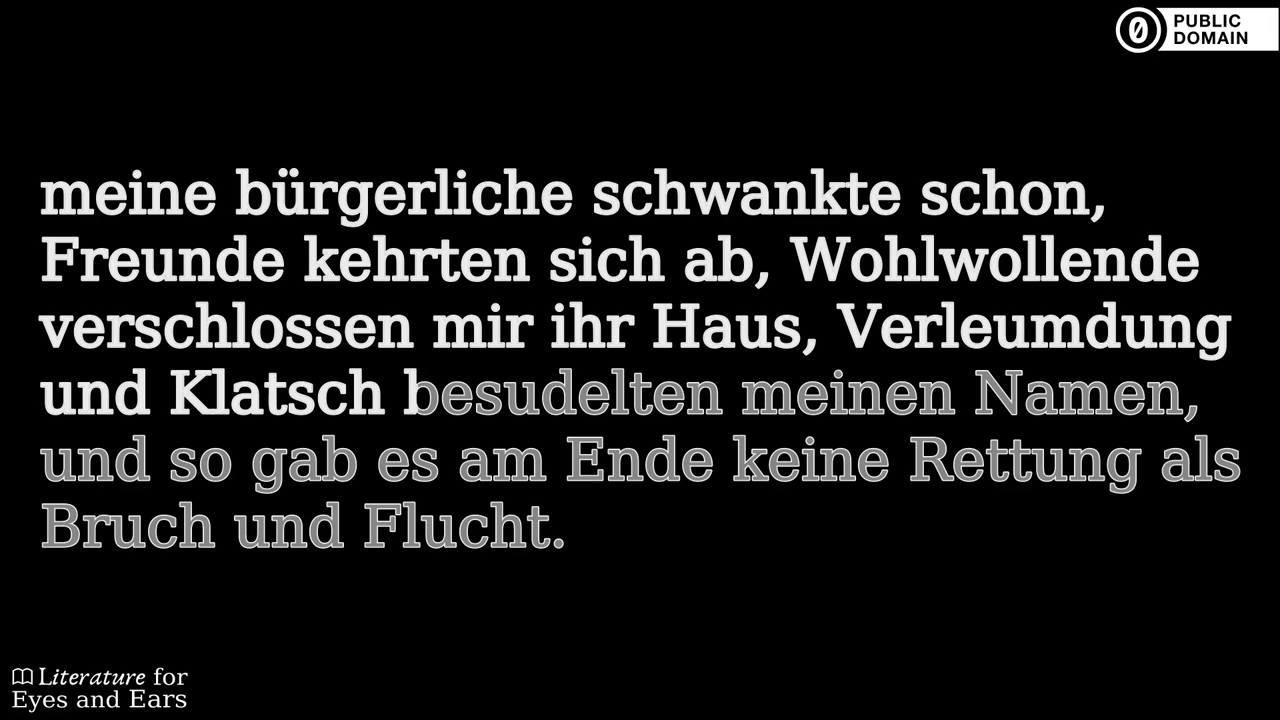 PUBLIC
DOMAIN
meine bürgerliche schwankte schon,
Freunde kehrten sich ab, Wohlwollende
verschlossen mir ihr Haus, Verleumdung
und Klatsch besudelten meinen Namen,
und so gab es am Ende keine Rettung als
Bruch und Flucht.
Literature for
Eyes and Ears